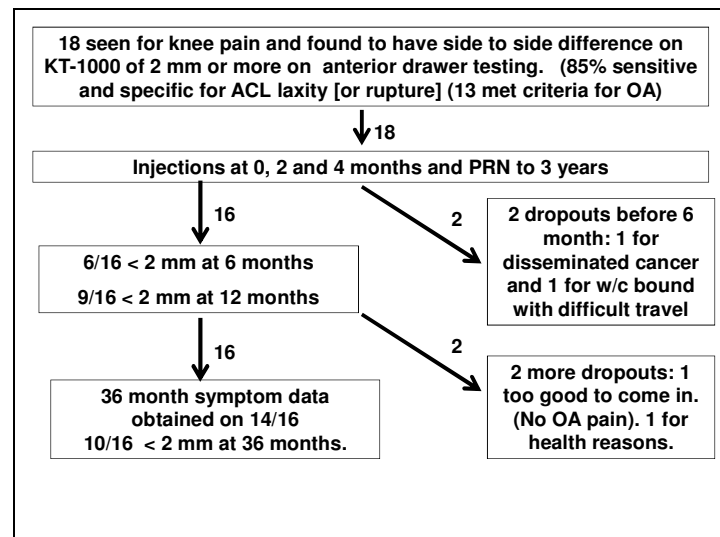 18 seen for knee pain and found to have side to side difference on
KT-1000 of 2 mm or more on anterior drawer testing. (85% sensitive
and specific for ACL laxity [or rupture] (13 met criteria for OA)
18
Injections at 0, 2 and 4 months and PRN to 3 years
16
2
2 dropouts before 6
month: 1 for
disseminated cancer
and 1 for w/c bound
with difficult travel
6/16 < 2 mm at 6 months
9/16 < 2 mm at 12 months
16
2
36 month symptom data
obtained on 14/16
10/16 < 2 mm at 36 months.
2 more dropouts: 1
too good to come in.
(No OA pain). 1 for
health reasons.